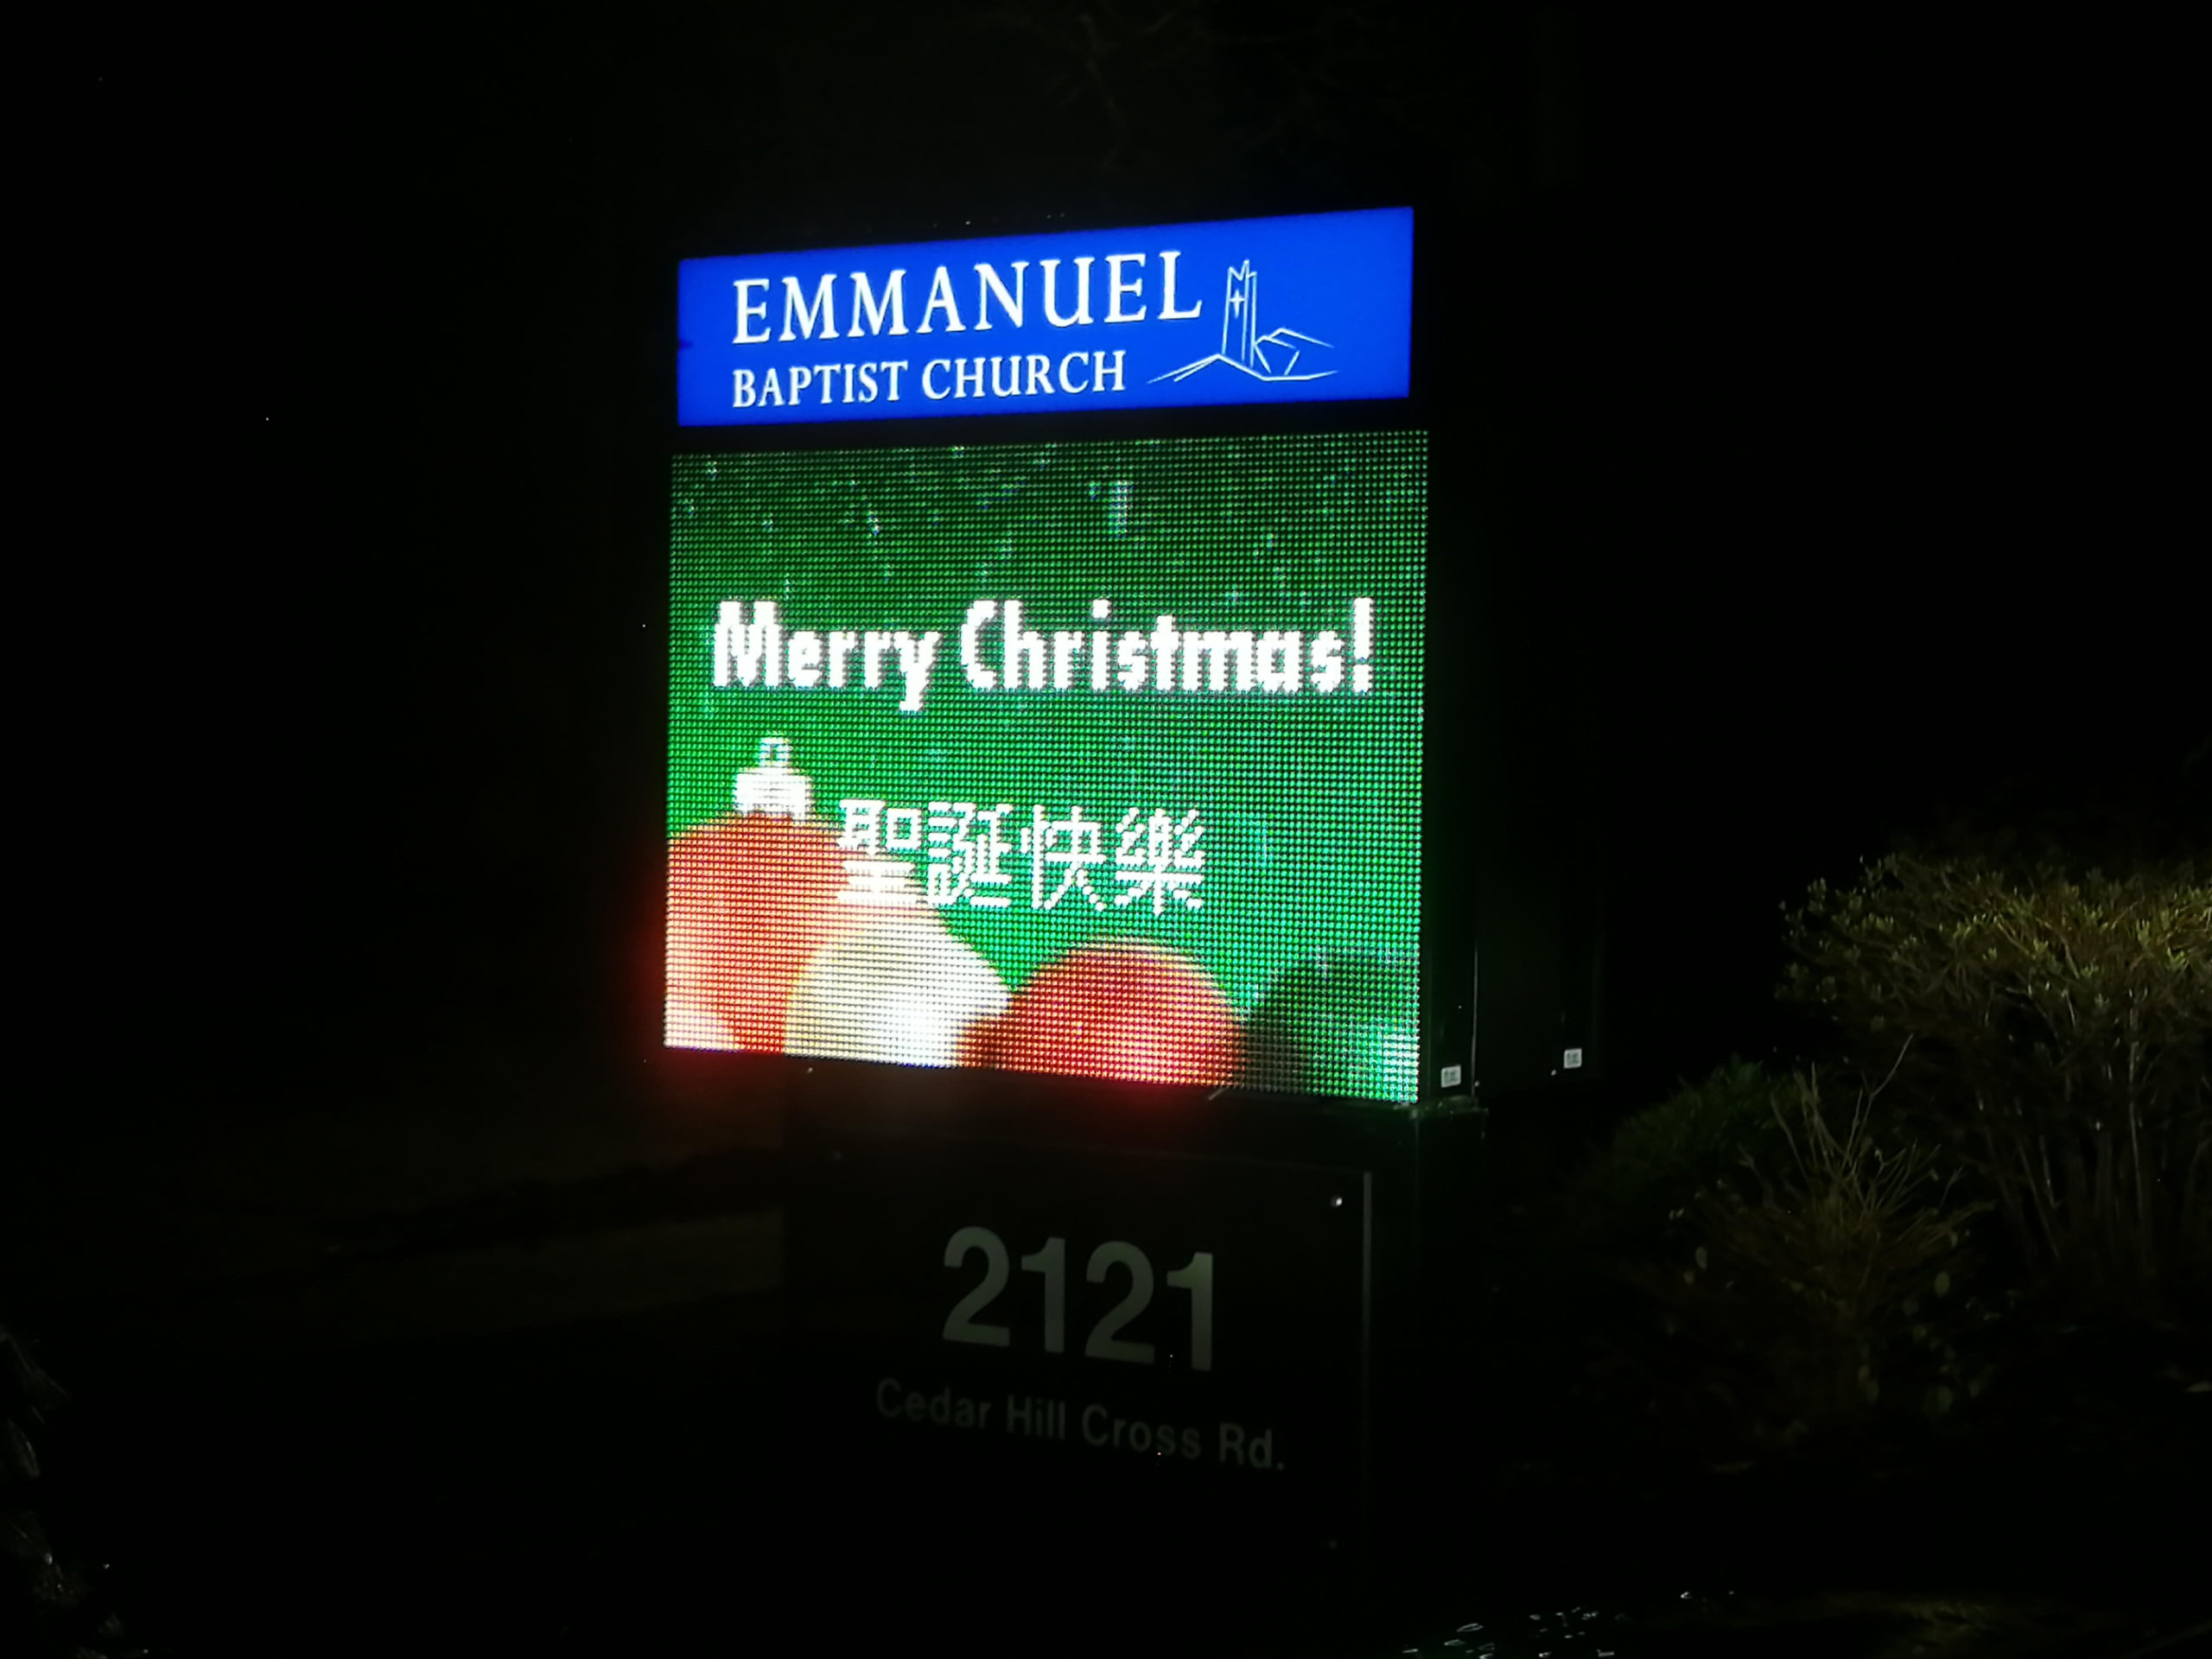 EMMANUEL
BAPTIST CHURCH
Merry Christmas!
聖誕快樂
2121
Cedar Hill Cross Rd.